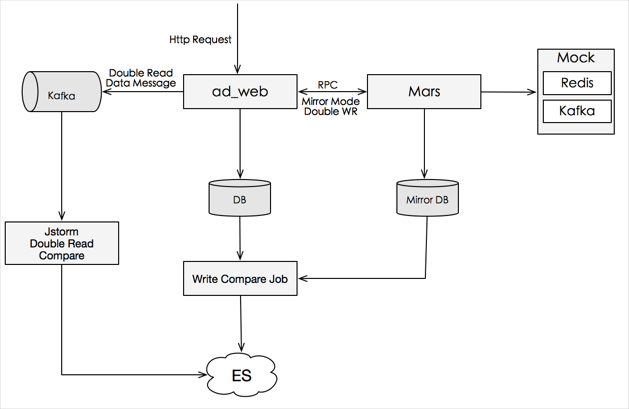 Http Request
Double Read
Data Message
Kafka
ad_web
RPC
Mirror Mode
Double WR
Mars
Mock
Redis
Kafka
DB
Mirror DB
Jstorm
Double Read
Compare
Write Compare Job
ES